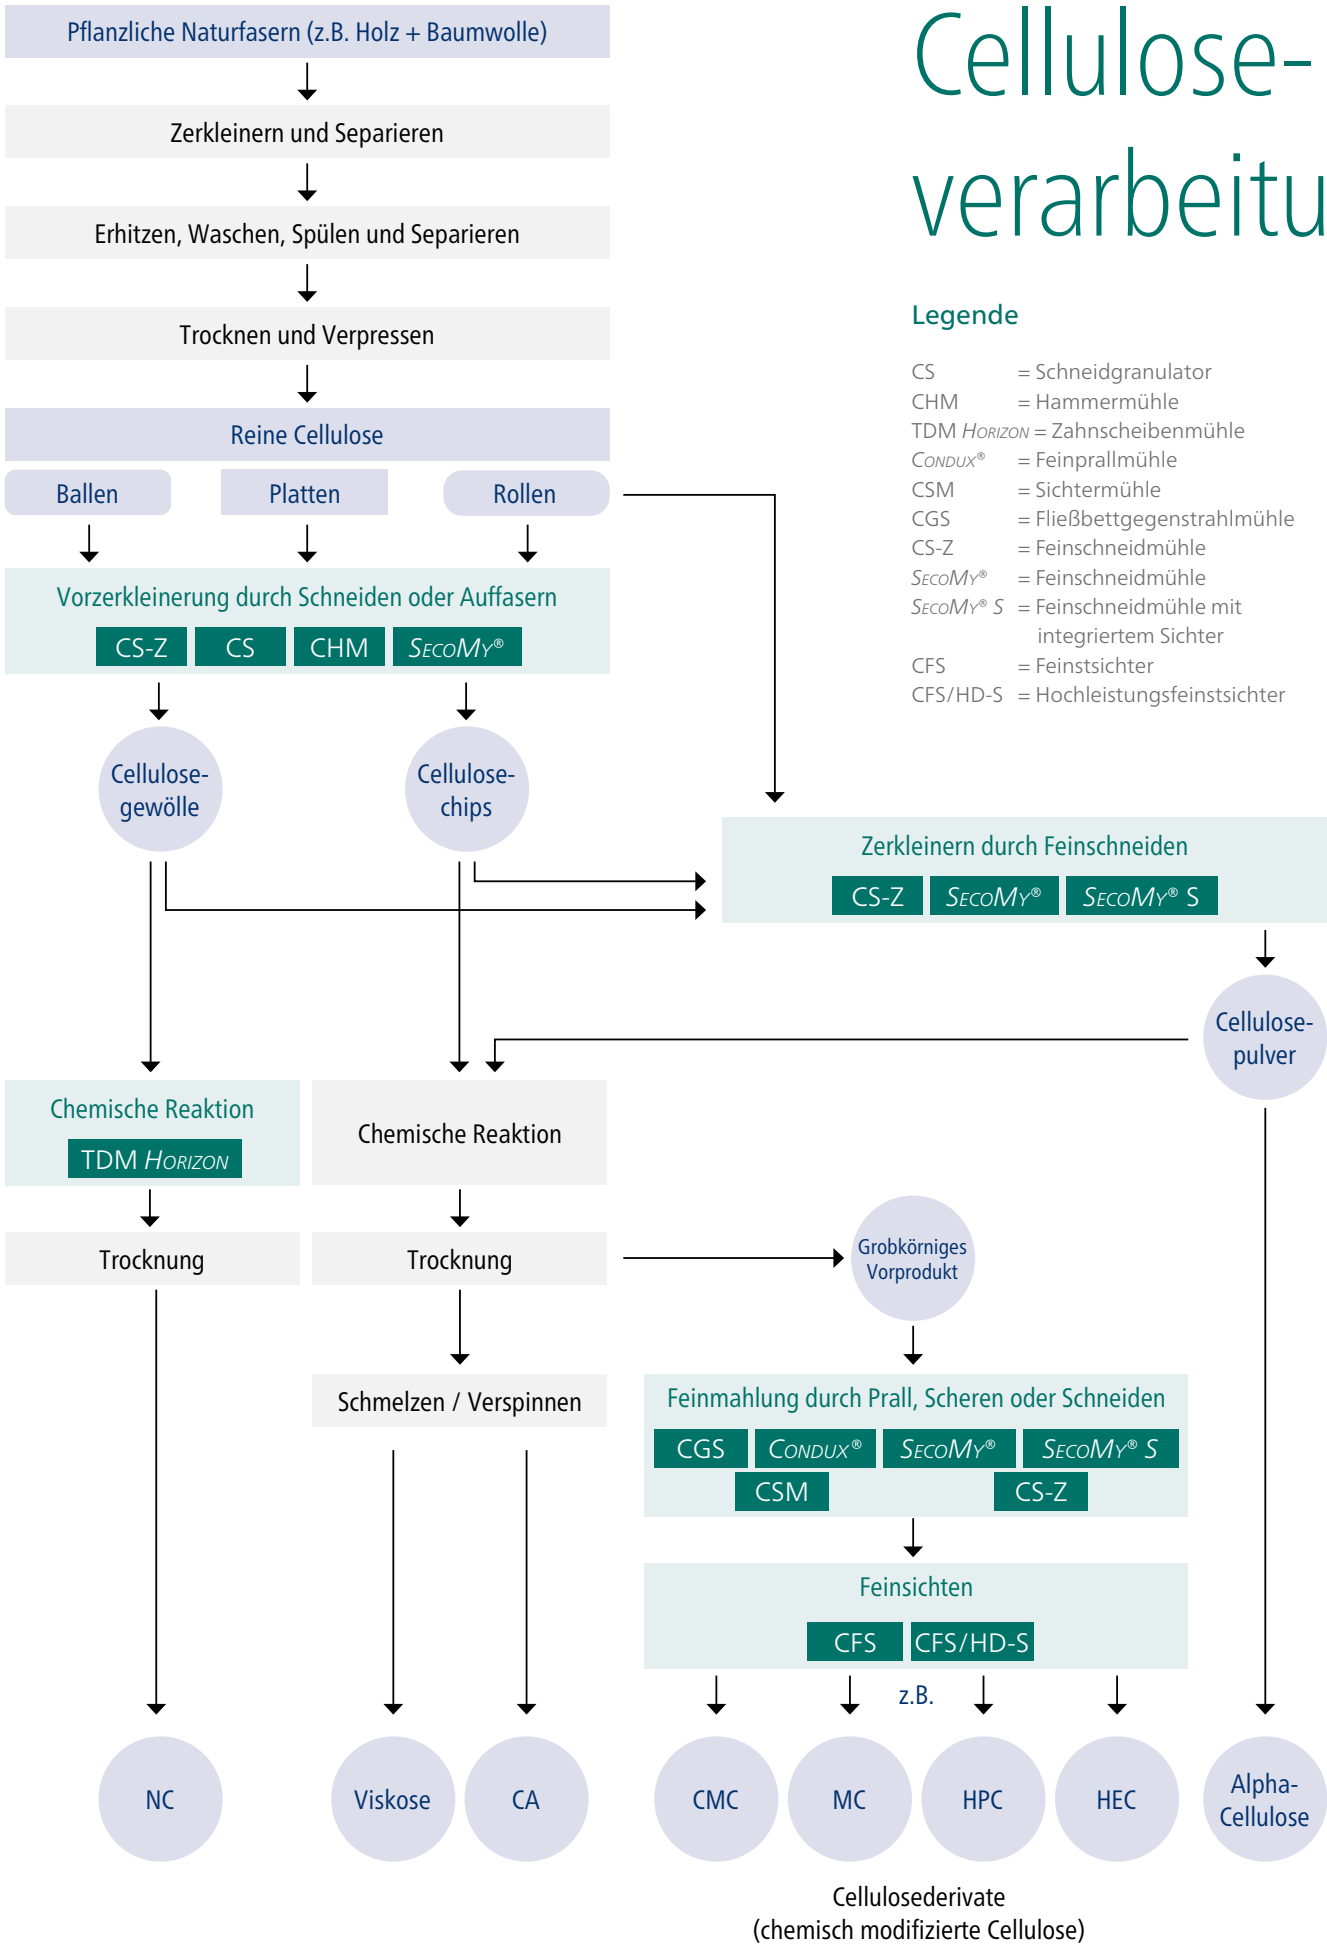 Cellulose-
verarbeitu
Pflanzliche Naturfasern (z.B. Holz + Baumwolle)
Zerkleinern und Separieren
Erhitzen, Waschen, Spülen und Separieren
Trocknen und Verpressen
Reine Cellulose
Ballen
Platten
Rollen
Legende
CS = Schneidgranulator
CHM = Hammermühle
TDM HORIZON = Zahnscheibenmühle
CONDUX® = Feinprallmühle
CSM = Sichtermühle
CGS = Fließbettgegenstrahlmühle
CS-Z = Feinschneidmühle
SECOMY® = Feinschneidmühle
SECOMY® S = Feinschneidmühle mit
integriertem Sichter
CFS = Feinstsichter
CFS/HD-S = Hochleistungsfeinstsichter
Vorzerkleinerung durch Schneiden oder Auffasern
CS-Z
CS
CHM
SECOMY®
Cellulose-
gewölle
Cellulose-
chips
Zerkleinern durch Feinschneiden
CS-Z
SECOMY®
SECOMY® S
Cellulose-
pulver
Chemische Reaktion
TDM HORIZON
Chemische Reaktion
Trocknung
Trocknung
Grobkörniges
Vorprodukt
Schmelzen / Verspinnen
Feinmahlung durch Prall, Scheren oder Schneiden
CGS
CONDUX®
SECOMY®
SECOMY® S
CSM
CS-Z
Feinsichten
CFS
CFS/HD-S
z.B.
NC
Viskose
CA
CMC
MC
HPC
HEC
Alpha-
Cellulose
Cellulosederivate
(chemisch modifizierte Cellulose)